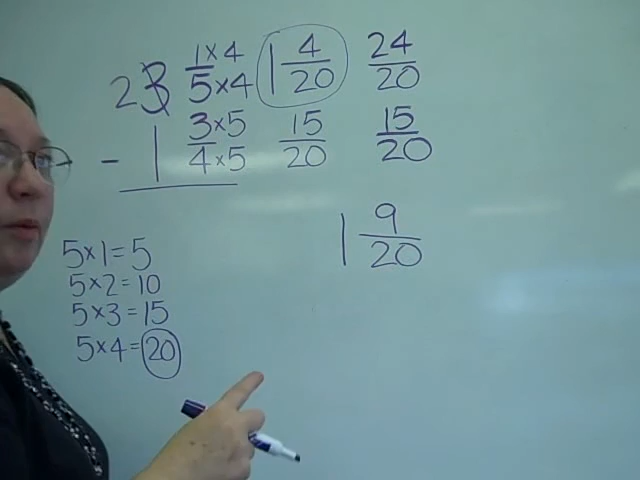 2 3 1/5 × 4 × 4 1 4/20 24/20
- 1 3/4 × 5 × 5 15/20 15/20
1 9/20
5×1=5
5×2=10
5×3=15
5×4=20